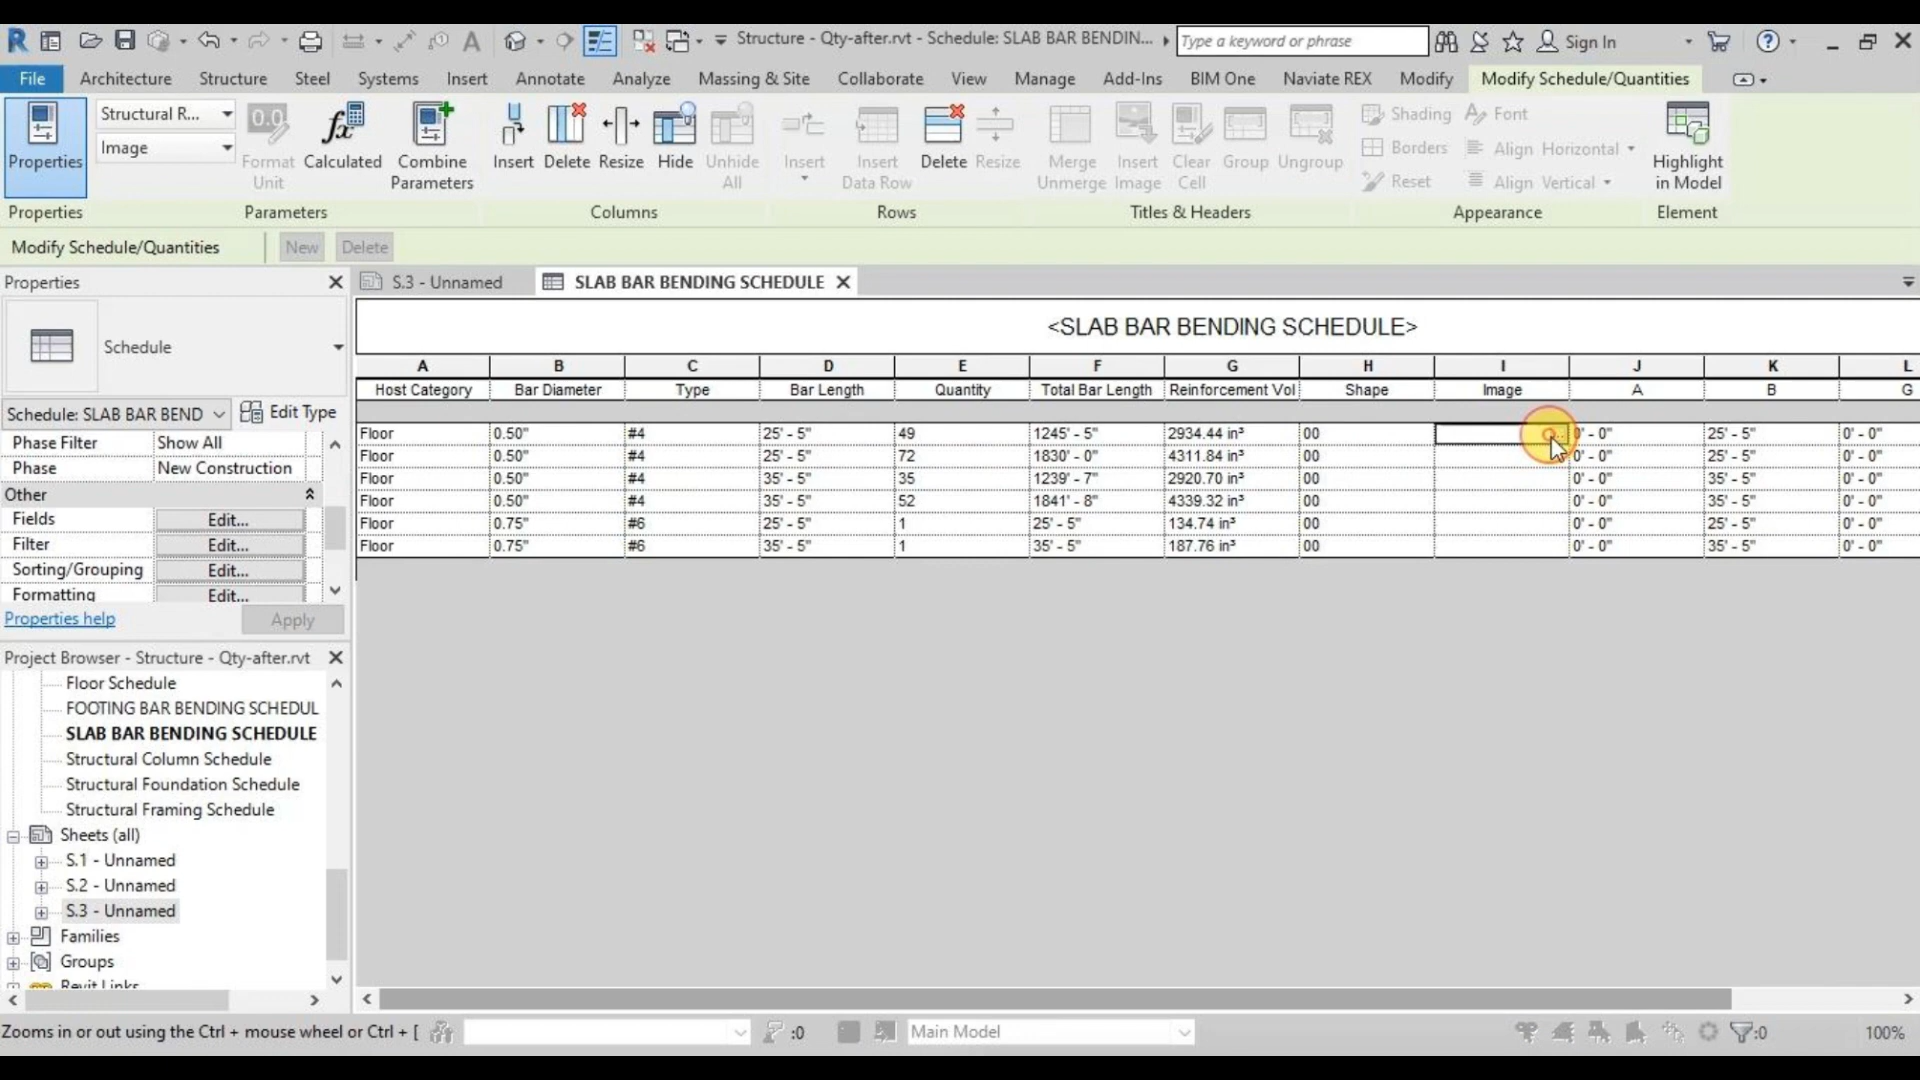 Structure - Qty-after.rvt - Schedule: SLAB BAR BENDIN...
Type a keyword or phrase
Sign In
File Architecture Structure Steel Systems Insert Annotate Analyze Massing & Site Collaborate View Manage Add-Ins BIM One Naviate REX Modify Modify Schedule/Quantities
Structural R...
Image
Properties
Format Unit
Calculated
Combine Parameters
Insert
Delete
Resize
Hide
Unhide All
Insert
Insert Data Row
Delete
Resize
Merge Unmerge
Insert Image
Clear Cell
Group
Ungroup
Shading
Borders
Reset
Font
Align Horizontal
Align Vertical
Highlight in Model
Properties Parameters Columns Rows Titles & Headers Appearance Element
Modify Schedule/Quantities New Delete
Properties
Schedule
Schedule: SLAB BAR BEND Edit Type
Phase Filter Show All
Phase New Construction
Other
Fields Edit...
Filter Edit...
Sorting/Grouping Edit...
Formatting Edit...
Properties help Apply
Project Browser - Structure - Qty-after.rvt
Floor Schedule
FOOTING BAR BENDING SCHEDUL
SLAB BAR BENDING SCHEDULE
Structural Column Schedule
Structural Foundation Schedule
Structural Framing Schedule
Sheets (all)
S.1 - Unnamed
S.2 - Unnamed
S.3 - Unnamed
Families
Groups
Revit Links
S.3 - Unnamed SLAB BAR BENDING SCHEDULE
<SLAB BAR BENDING SCHEDULE>
A B C D E F G H I J K L
Host Category Bar Diameter Type Bar Length Quantity Total Bar Length Reinforcement Vol Shape Image A B G
Floor 0.50" #4 25' - 5" 49 1245' - 5" 2934.44 in³ 00 0' - 0" 25' - 5" 0' - 0"
Floor 0.50" #4 25' - 5" 72 1830' - 0" 4311.84 in³ 00 0' - 0" 25' - 5" 0' - 0"
Floor 0.50" #4 35' - 5" 35 1239' - 7" 2920.70 in³ 00 0' - 0" 35' - 5" 0' - 0"
Floor 0.50" #4 35' - 5" 52 1841' - 8" 4339.32 in³ 00 0' - 0" 35' - 5" 0' - 0"
Floor 0.75" #6 25' - 5" 1 25' - 5" 134.74 in³ 00 0' - 0" 25' - 5" 0' - 0"
Floor 0.75" #6 35' - 5" 1 35' - 5" 187.76 in³ 00 0' - 0" 35' - 5" 0' - 0"
Zooms in or out using the Ctrl + mouse wheel or Ctrl + [ :0 Main Model :0 100%